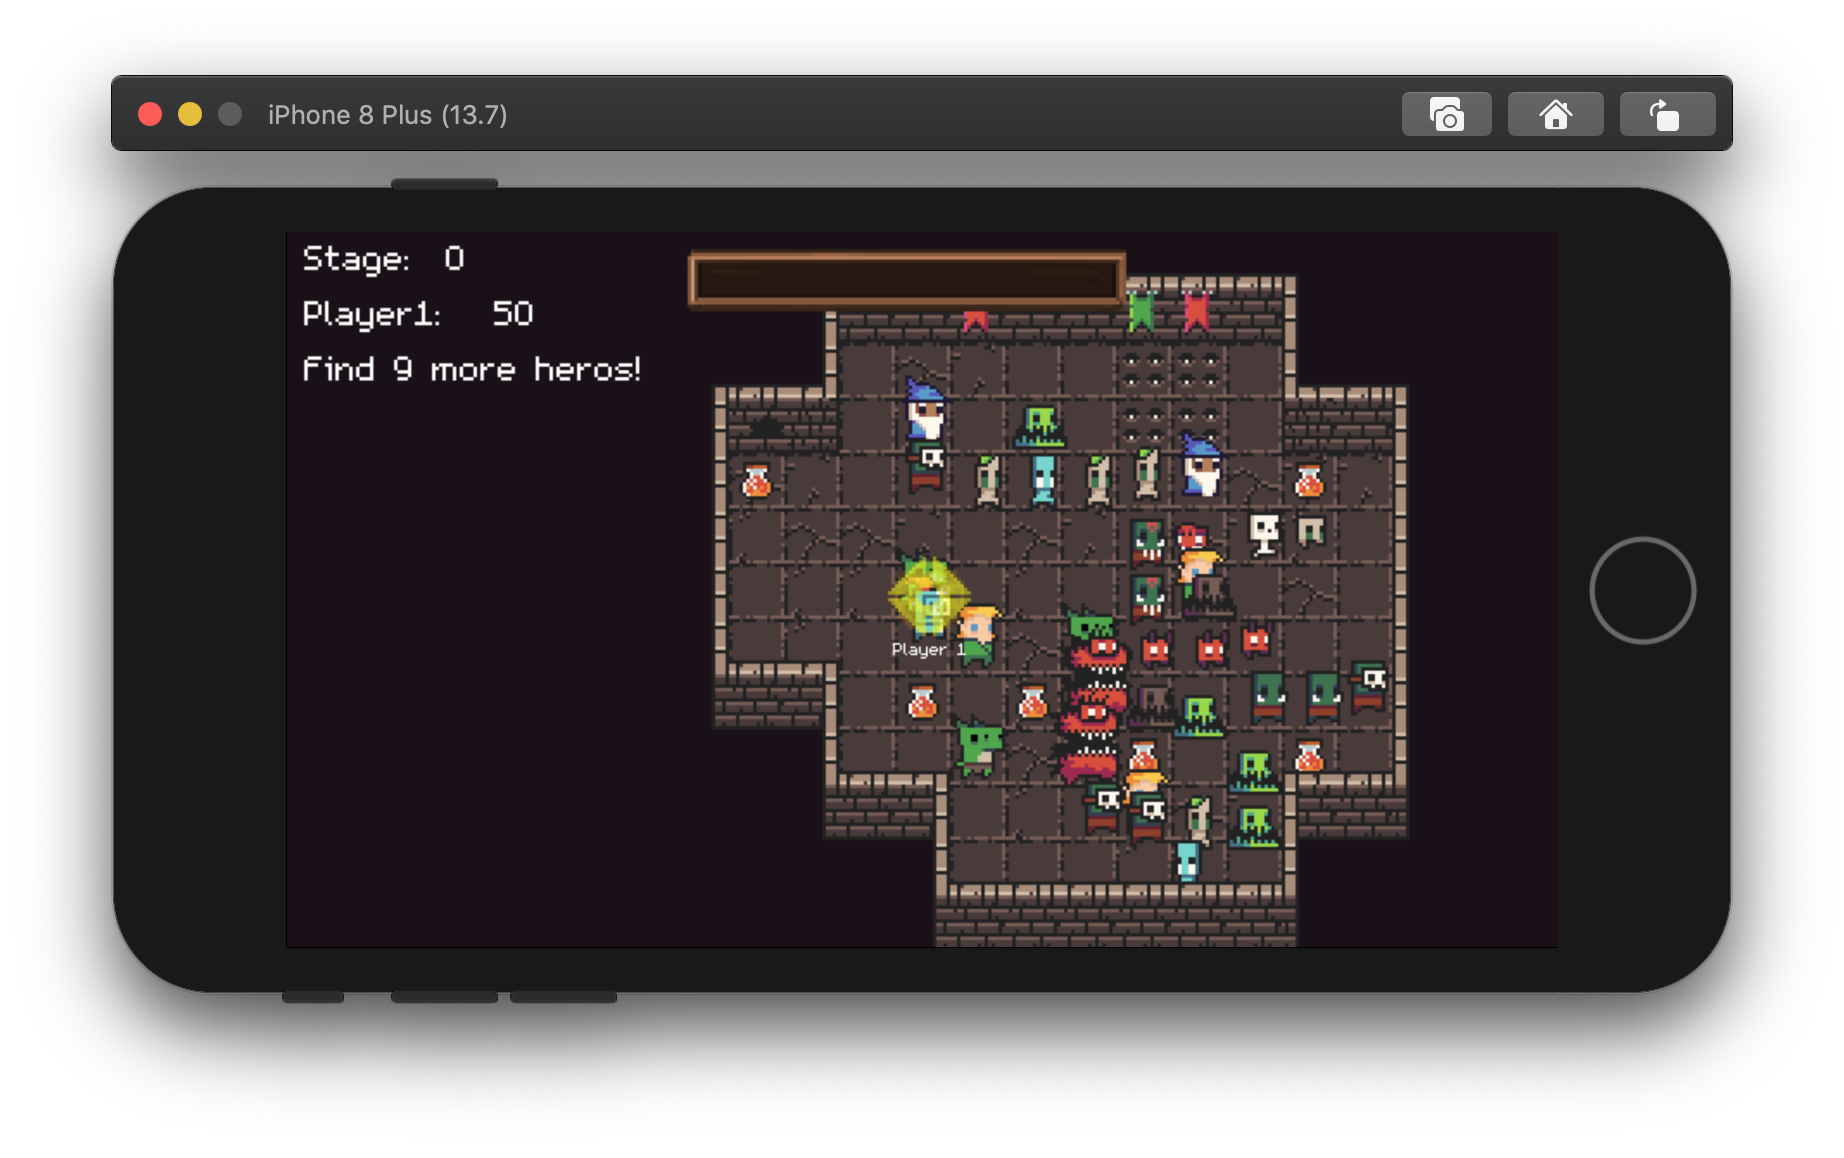 iPhone 8 Plus (13.7)
Stage: 0
Player1: 50
Find 9 more heros!
Player 1